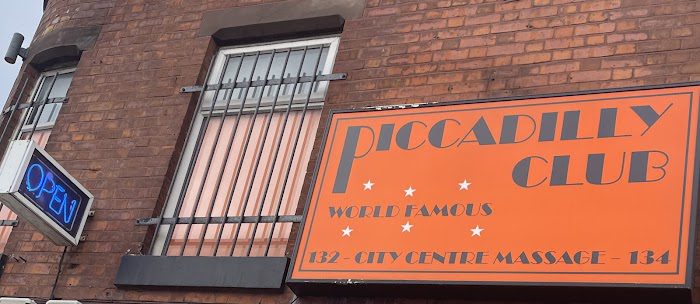 OPEN
PICCADILLY
CLUB
WORLD FAMOUS
132 - CITY CENTRE MASSAGE - 134